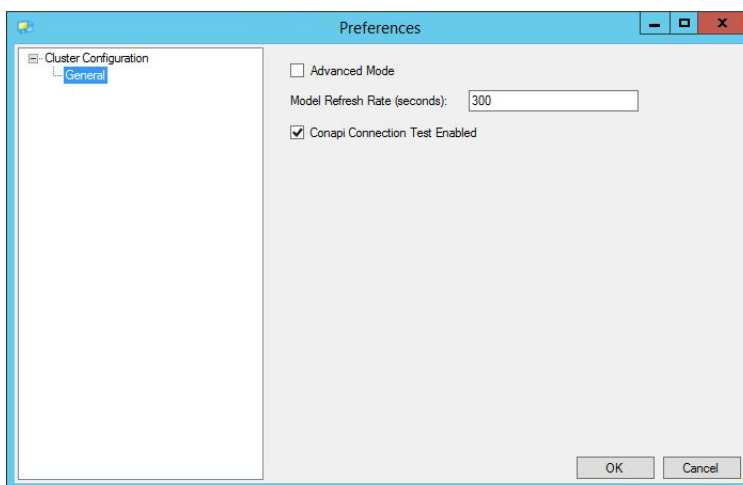 Preferences
Cluster Configuration
General
Advanced Mode
Model Refresh Rate (seconds): 300
Conapi Connection Test Enabled
OK Cancel